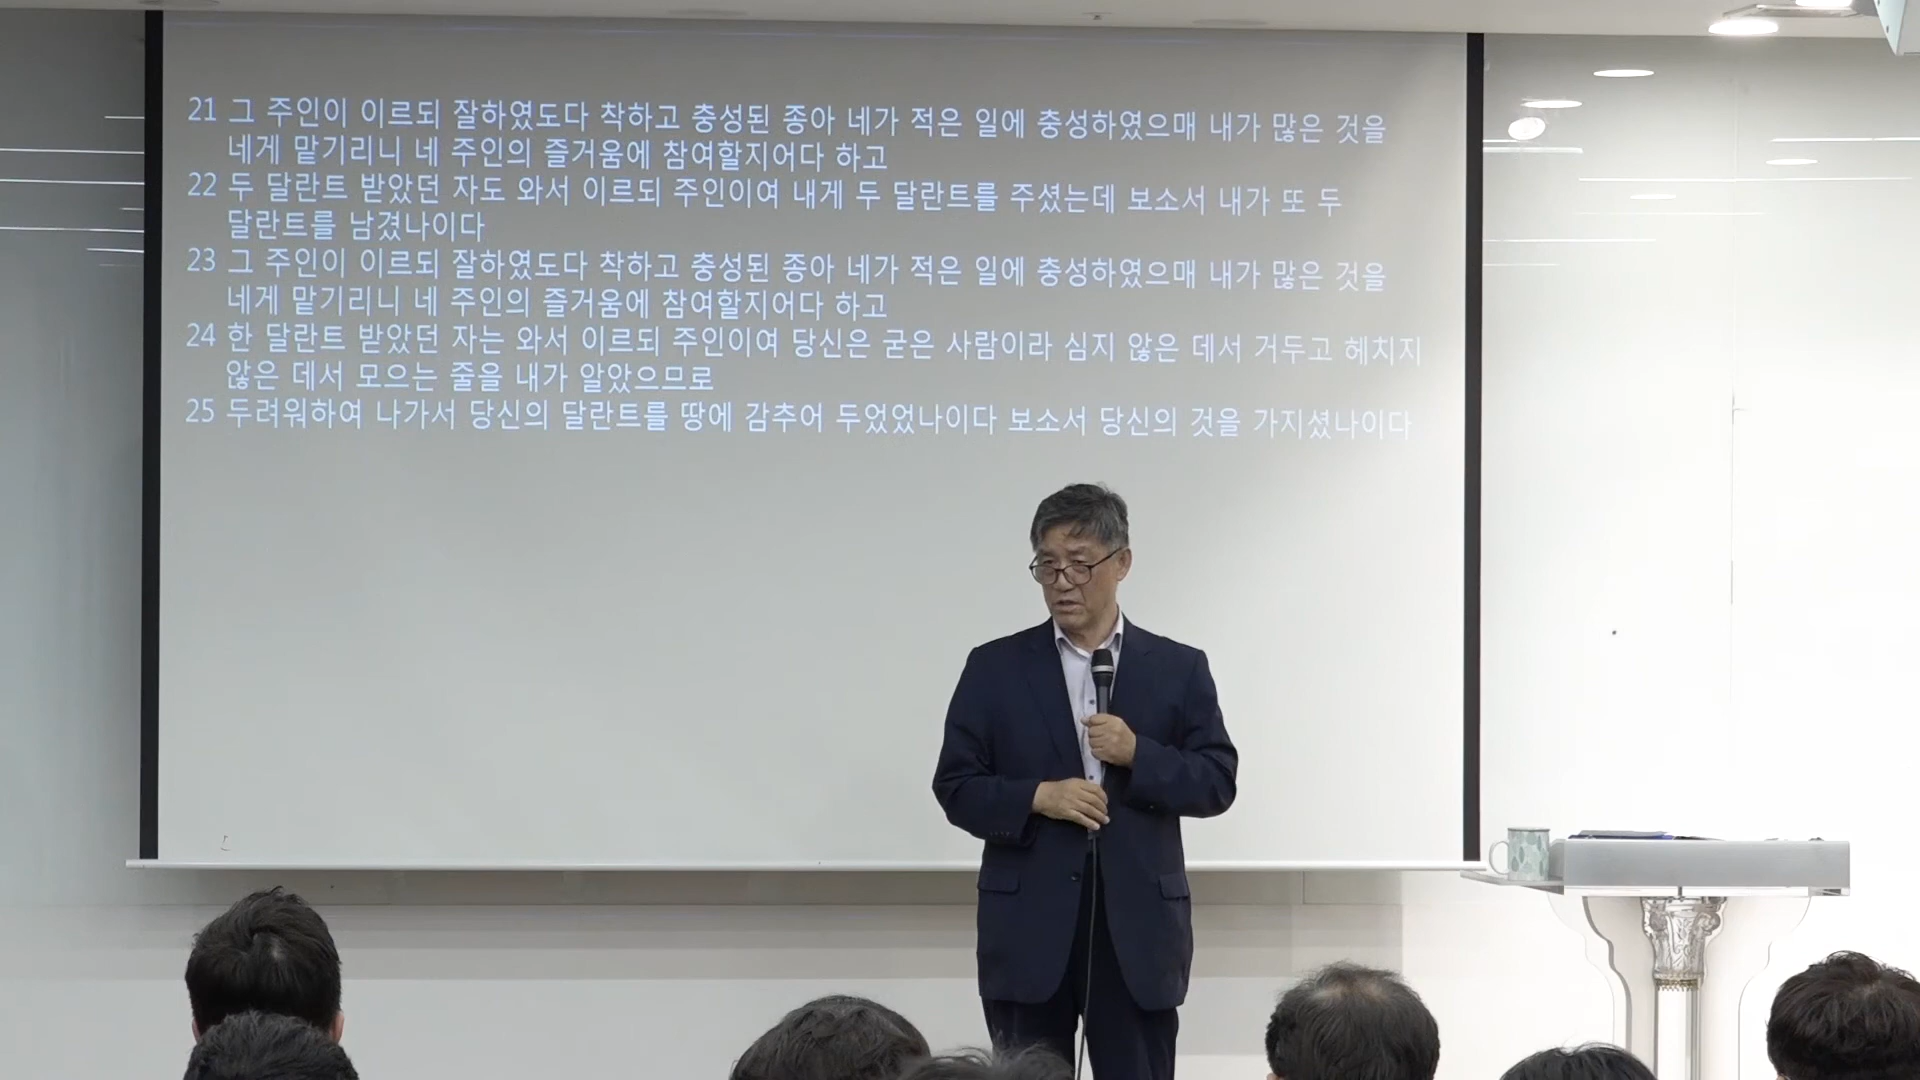 21 그 주인이 이르되 잘하였도다 착하고 충성된 종아 네가 적은 일에 충성하였으매 내가 많은 것을
네게 맡기리니 네 주인의 즐거움에 참여할지어다 하고
22 두 달란트 받았던 자도 와서 이르되 주인이여 내게 두 달란트를 주셨는데 보소서 내가 또 두
달란트를 남겼나이다
23 그 주인이 이르되 잘하였도다 착하고 충성된 종아 네가 적은 일에 충성하였으매 내가 많은 것을
네게 맡기리니 네 주인의 즐거움에 참여할지어다 하고
24 한 달란트 받았던 자는 와서 이르되 주인이여 당신은 굳은 사람이라 심지 않은 데서 거두고 헤치지
않은 데서 모으는 줄을 내가 알았으므로
25 두려워하여 나가서 당신의 달란트를 땅에 감추어 두었었나이다 보소서 당신의 것을 가지셨나이다